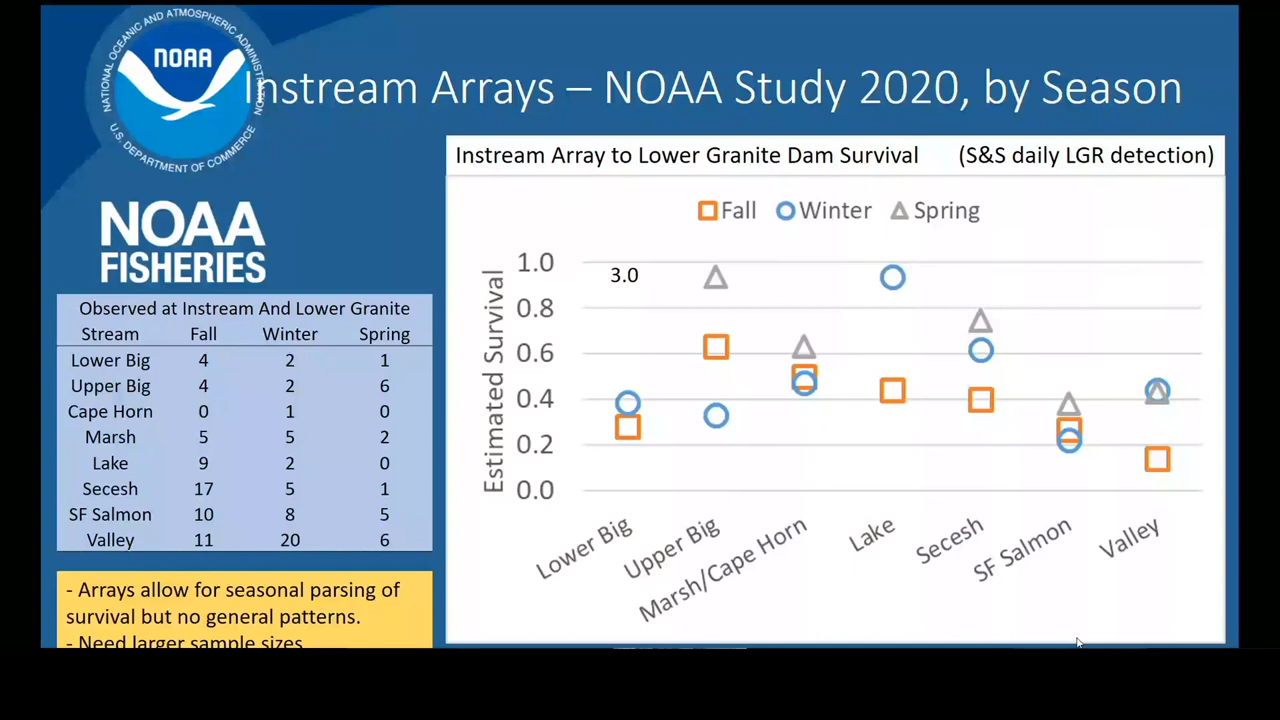 NATIONAL OCEANIC AND ATMOSPHERIC ADMINISTRATION
NOAA
U.S. DEPARTMENT OF COMMERCE
Instream Arrays – NOAA Study 2020, by Season
NOAA
FISHERIES
Observed at Instream And Lower Granite
Stream Fall Winter Spring
Lower Big 4 2 1
Upper Big 4 2 6
Cape Horn 0 1 0
Marsh 5 5 2
Lake 9 2 0
Secesh 17 5 1
SF Salmon 10 8 5
Valley 11 20 6
- Arrays allow for seasonal parsing of
survival but no general patterns.
- Need larger sample sizes
Instream Array to Lower Granite Dam Survival (S&S daily LGR detection)
Fall Winter Spring
Estimated Survival
1.0
3.0
0.8
0.6
0.4
0.2
0.0
Lower Big
Upper Big
Marsh/Cape Horn
Lake
Secesh
SF Salmon
Valley